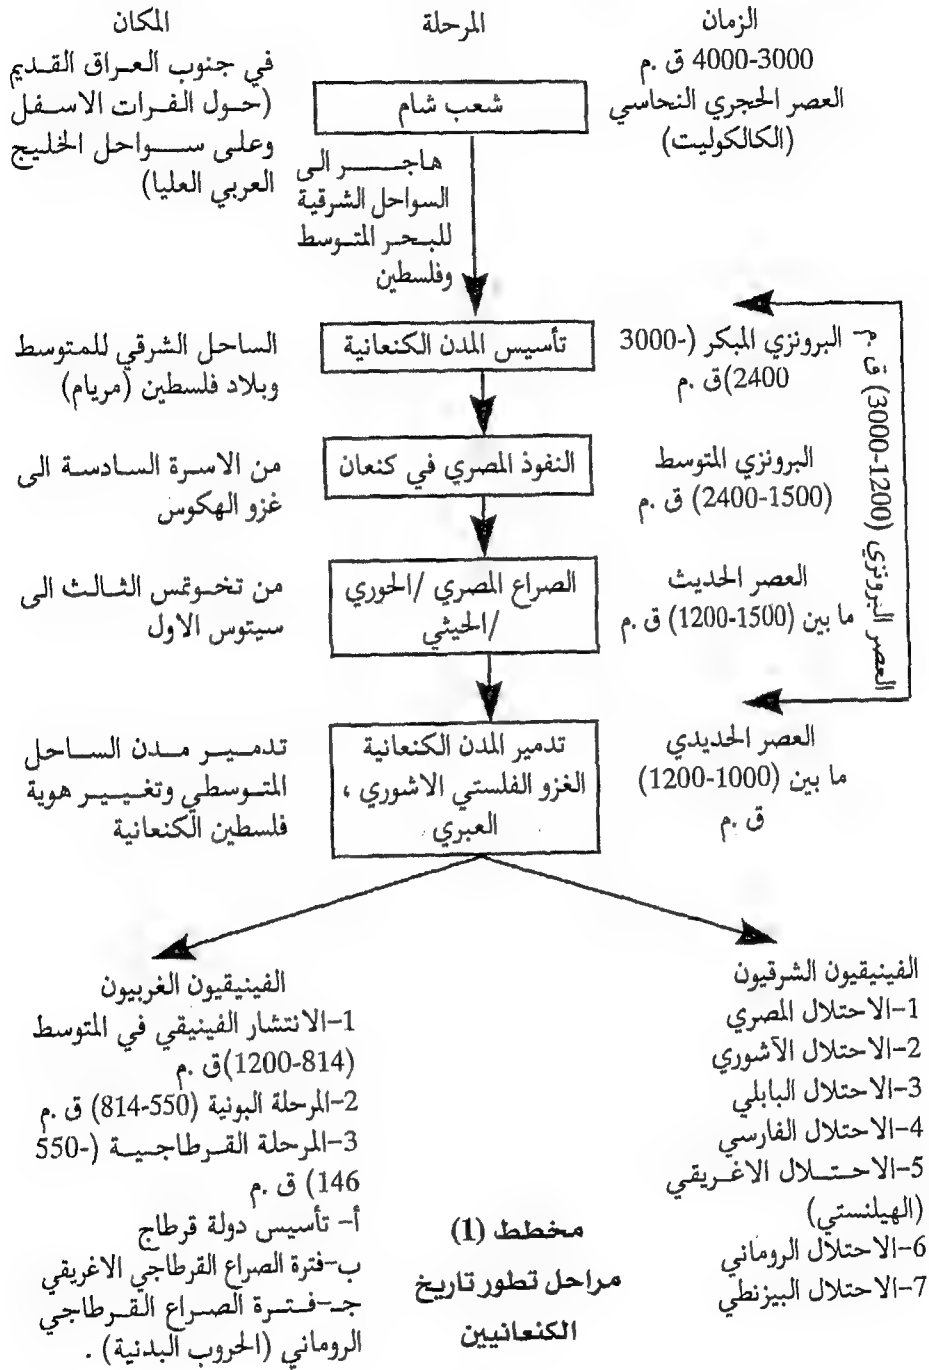 الزمان
4000-3000 ق .م
العصر الحجري النحاسي
(الكالكوليت)
المرحلة
شعب شام
المكان
في جنوب العراق القديم
(حول الفرات الاسفل
وعلى سواحل الخليج
العربي العليا)
هاجر الى
السواحل الشرقية
للبحر المتوسط
وفلسطين
العصر البرونزي (3000-1200) ق .م
البرونزي المبكر (-3000
2400)ق .م
تأسيس المدن الكنعانية
الساحل الشرقي للمتوسط
وبلاد فلسطين (مريام)
البرونزي المتوسط
(2400-1500) ق .م
النفوذ المصري في كنعان
من الاسرة السادسة الى
غزو الهكوس
العصر الحديث
ما بين (1200-1500) ق .م
الصراع المصري /الحوري
/الحيثي
من تخوتمس الثالث الى
سيتوس الاول
العصر الحديدي
ما بين (1200-1000)
ق .م
تدمير المدن الكنعانية
الغزو الفلستي الاشوري ،
العبري
تدمير مدن الساحل
المتوسطي وتغيير هوية
فلسطين الكنعانية
الفينيقيون الشرقيون
1-الاحتلال المصري
2-الاحتلال الآشوري
3-الاحتلال البابلي
4-الاحتلال الفارسي
5-الاحتلال الاغريقي
(الهيلنستي)
6-الاحتلال الروماني
7-الاحتلال البيزنطي
الفينيقيون الغربيون
1-الانتشار الفينيقي في المتوسط
(1200-814)ق .م
2-المرحلة البونية (814-550) ق .م
3-المرحلة القرطاجية (-550
146) ق .م
أ- تأسيس دولة قرطاج
ب-فترة الصراع القرطاجي الاغريقي
جـ-فترة الصراع القرطاجي
الروماني (الحروب البدنية) .
مخطط (1)
مراحل تطور تاريخ
الكنعانيين